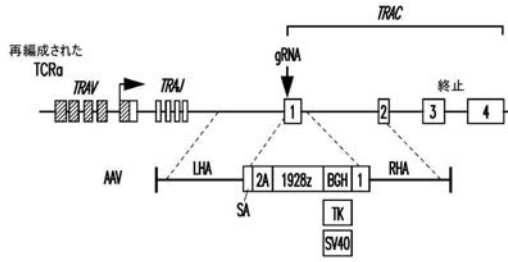 TRAC
再編成された
TCRa
TRAV
TRAJ
gRNA
終止
1
2
3
4
AAV
LHA
2A
1928z
BGH
1
RHA
SA
TK
SV40